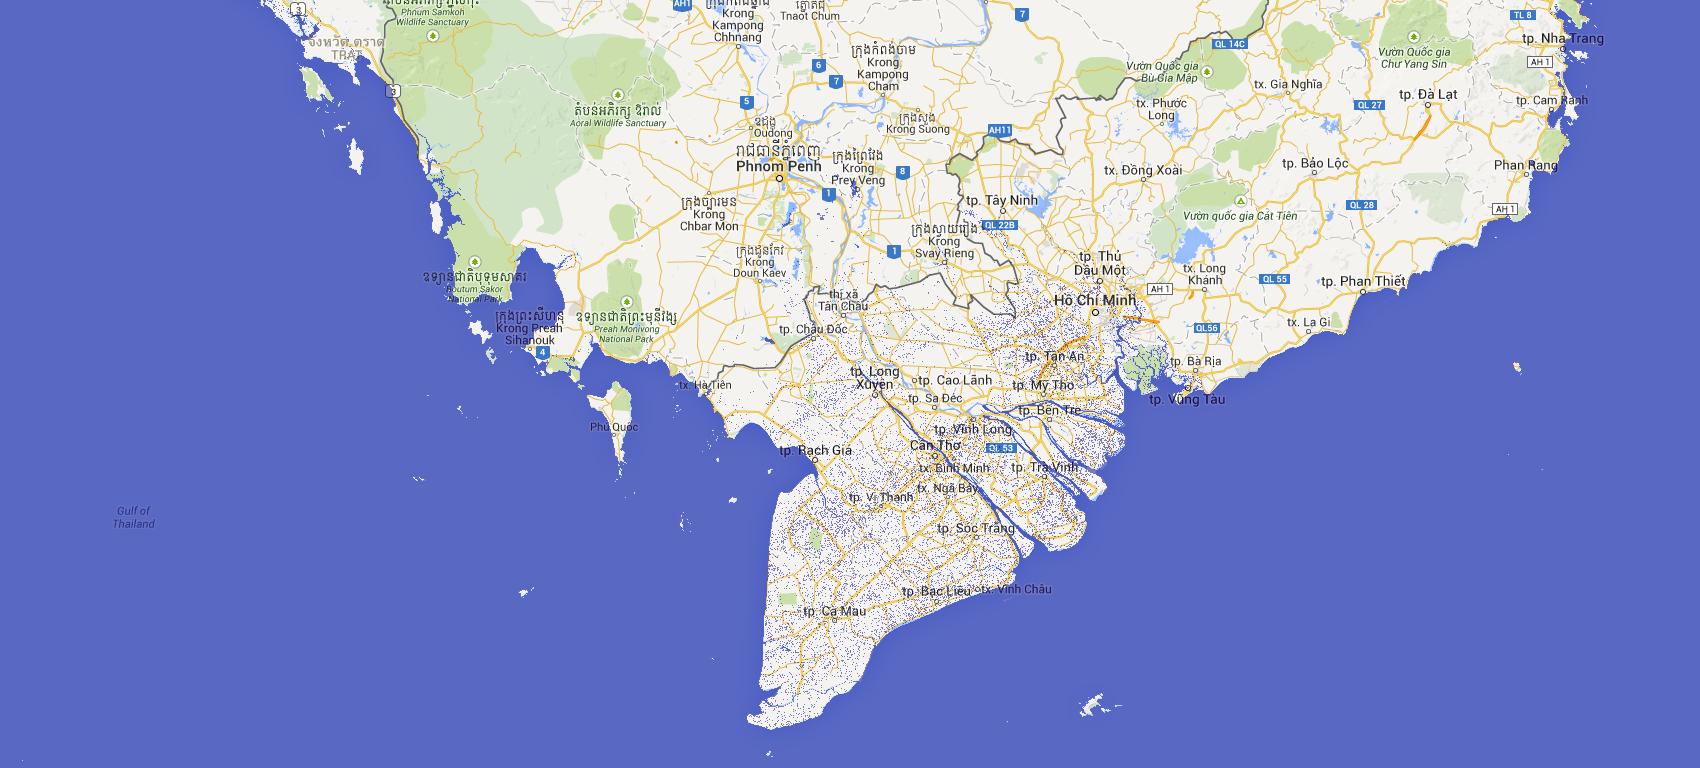 តំបន់អភិរក្សភ្នំសំកុះ
Phnum Samkoh
Wildlife Sanctuary
3
จังหวัด ตราด
TRAT
3
AH1
Krong
Kampong
Chhnang
Tnaot Chum
7
6
7
5
ក្រុងកំពង់ចាម
Krong
Kampong
Cham
តំបន់អភិរក្ស ឱរ៉ាល់
Aoral Wildlife Sanctuary
ឧដុង្គ
Oudong
ក្រុងសួង
Krong Suong
រាជធានីភ្នំពេញ
Phnom Penh
ក្រុងព្រៃវែង
Krong
Prey Veng
8
1
ក្រុងច្បារមន
Krong
Chbar Mon
ក្រុងដូនកែវ
Krong
Doun Kaev
ក្រុងស្វាយរៀង
Krong
Svay Rieng
1
ឧទ្យានជាតិបុទុមសាគរ
Boutum Sakor
National Park
ក្រុងព្រះសីហនុ
Krong Preah
Sihanouk
4
ឧទ្យានជាតិព្រះមុនីវង្ស
Preah Monivong
National Park
QL 14C
AH11
TL 8
tp. Nha Trang
AH 1
Vườn Quốc gia
Chư Yang Sin
Vườn Quốc gia
Bù Gia Mập
tx. Gia Nghĩa
tp. Đà Lạt
QL 27
tp. Cam Ranh
tx. Phước
Long
tx. Đồng Xoài
tp. Bảo Lộc
Phan Rang
tp. Tây Ninh
QL 22B
Vườn quốc gia Cát Tiên
QL 28
AH 1
tp. Thủ
Dầu Một
tx. Long
Khánh
QL 55
tp. Phan Thiết
AH 1
Hồ Chí Minh
QL56
tx. La Gi
tp. Bà Rịa
tp. Vũng Tàu
thị xã
Tân Châu
tp. Châu Đốc
tp. Tân An
tx. Hà Tiên
tp. Long
Xuyên
tp. Cao Lãnh
tp. Mỹ Tho
tp. Sa Đéc
tp. Bến Tre
Phú Quốc
tp. Vĩnh Long
tp. Rạch Giá
Cần Thơ
QL 53
tx. Bình Minh
tp. Trà Vinh
tp. Vị Thanh
tx. Ngã Bảy
tp. Sóc Trăng
Gulf of
Thailand
tp. Bạc Liêu
tx. Vĩnh Châu
tp. Cà Mau